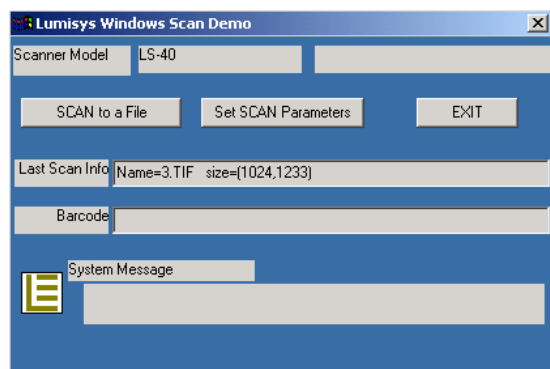 Lumisys Windows Scan Demo
Scanner Model LS-40
SCAN to a File Set SCAN Parameters EXIT
Last Scan Info Name=3.TIF size=(1024,1233)
Barcode
System Message